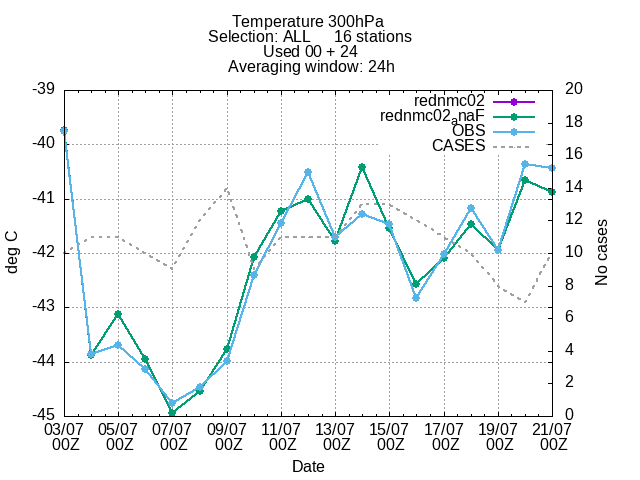 Temperature 300hPa
Selection: ALL 16 stations
Used 00 + 24
Averaging window: 24h
-39
-40
-41
-42
-43
-44
-45
deg C
20
18
16
14
12
10
8
6
4
2
0
No cases
rednmc02
rednmc02_anaF
OBS
CASES
03/07 05/07 07/07 09/07 11/07 13/07 15/07 17/07 19/07 21/07
00Z 00Z 00Z 00Z 00Z 00Z 00Z 00Z 00Z 00Z
Date